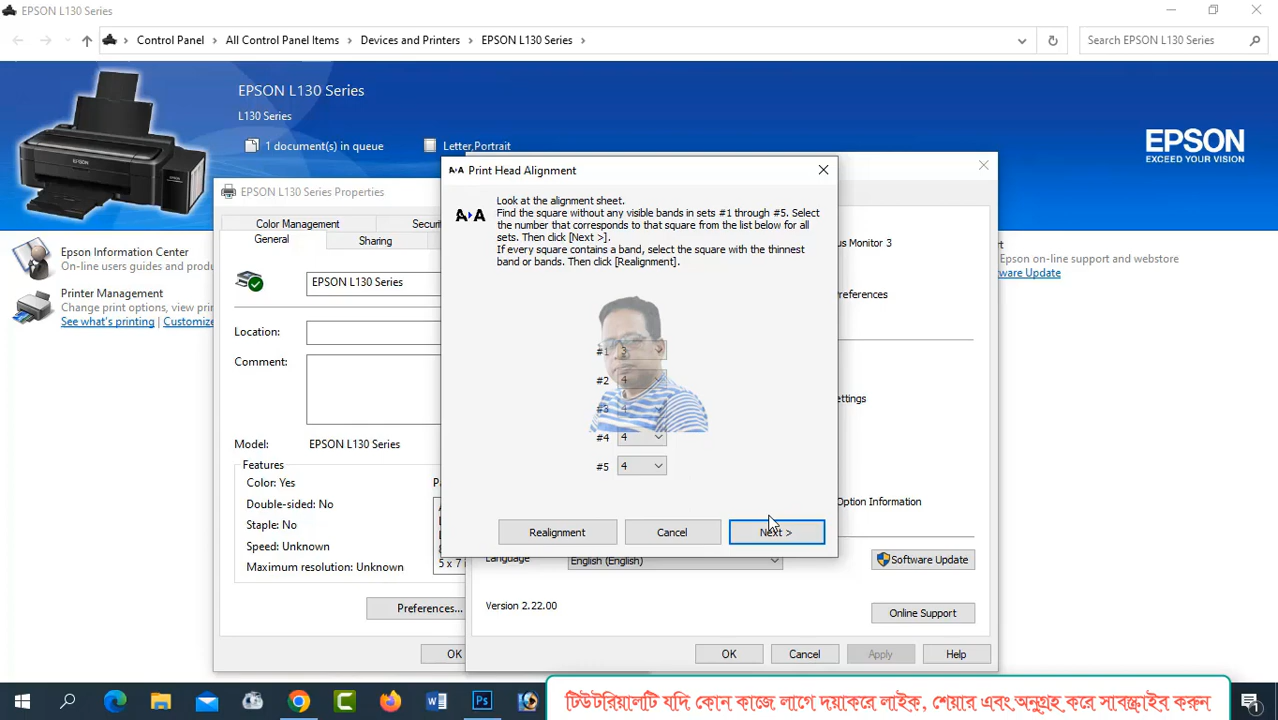 EPSON L130 Series
Control Panel > All Control Panel Items > Devices and Printers > EPSON L130 Series >
Search EPSON L130 Series
EPSON L130 Series
L130 Series
1 document(s) in queue
Letter,Portrait
EPSON
EXCEED YOUR VISION
Epson Information Center
On-line users guides and produ
Printer Management
Change print options, view prin
See what's printing
Customize
EPSON L130 Series Properties
Color Management
Securi
General
Sharing
EPSON L130 Series
Location:
Comment:
Model:
EPSON L130 Series
Features
Color: Yes
Double-sided: No
Staple: No
Speed: Unknown
Maximum resolution: Unknown
5 x 7 i
Preferences...
OK
Print Head Alignment
Look at the alignment sheet.
Find the square without any visible bands in sets #1 through #5. Select
the number that corresponds to that square from the list below for all
sets. Then click [Next >].
If every square contains a band, select the square with the thinnest
band or bands. Then click [Realignment].
#1 3
#2 4
#3 4
#4 4
#5 4
Realignment
Cancel
Next >
us Monitor 3
references
ettings
Option Information
Language
English (English)
Software Update
Version 2.22.00
Online Support
OK
Cancel
Apply
Help
rt
Epson on-line support and webstore
ware Update
টিউটরিয়ালটি যদি কোন কাজে লাগে দয়াকরে লাইক, শেয়ার এবং অনুগ্রহ করে সাবস্ক্রাইব করুন